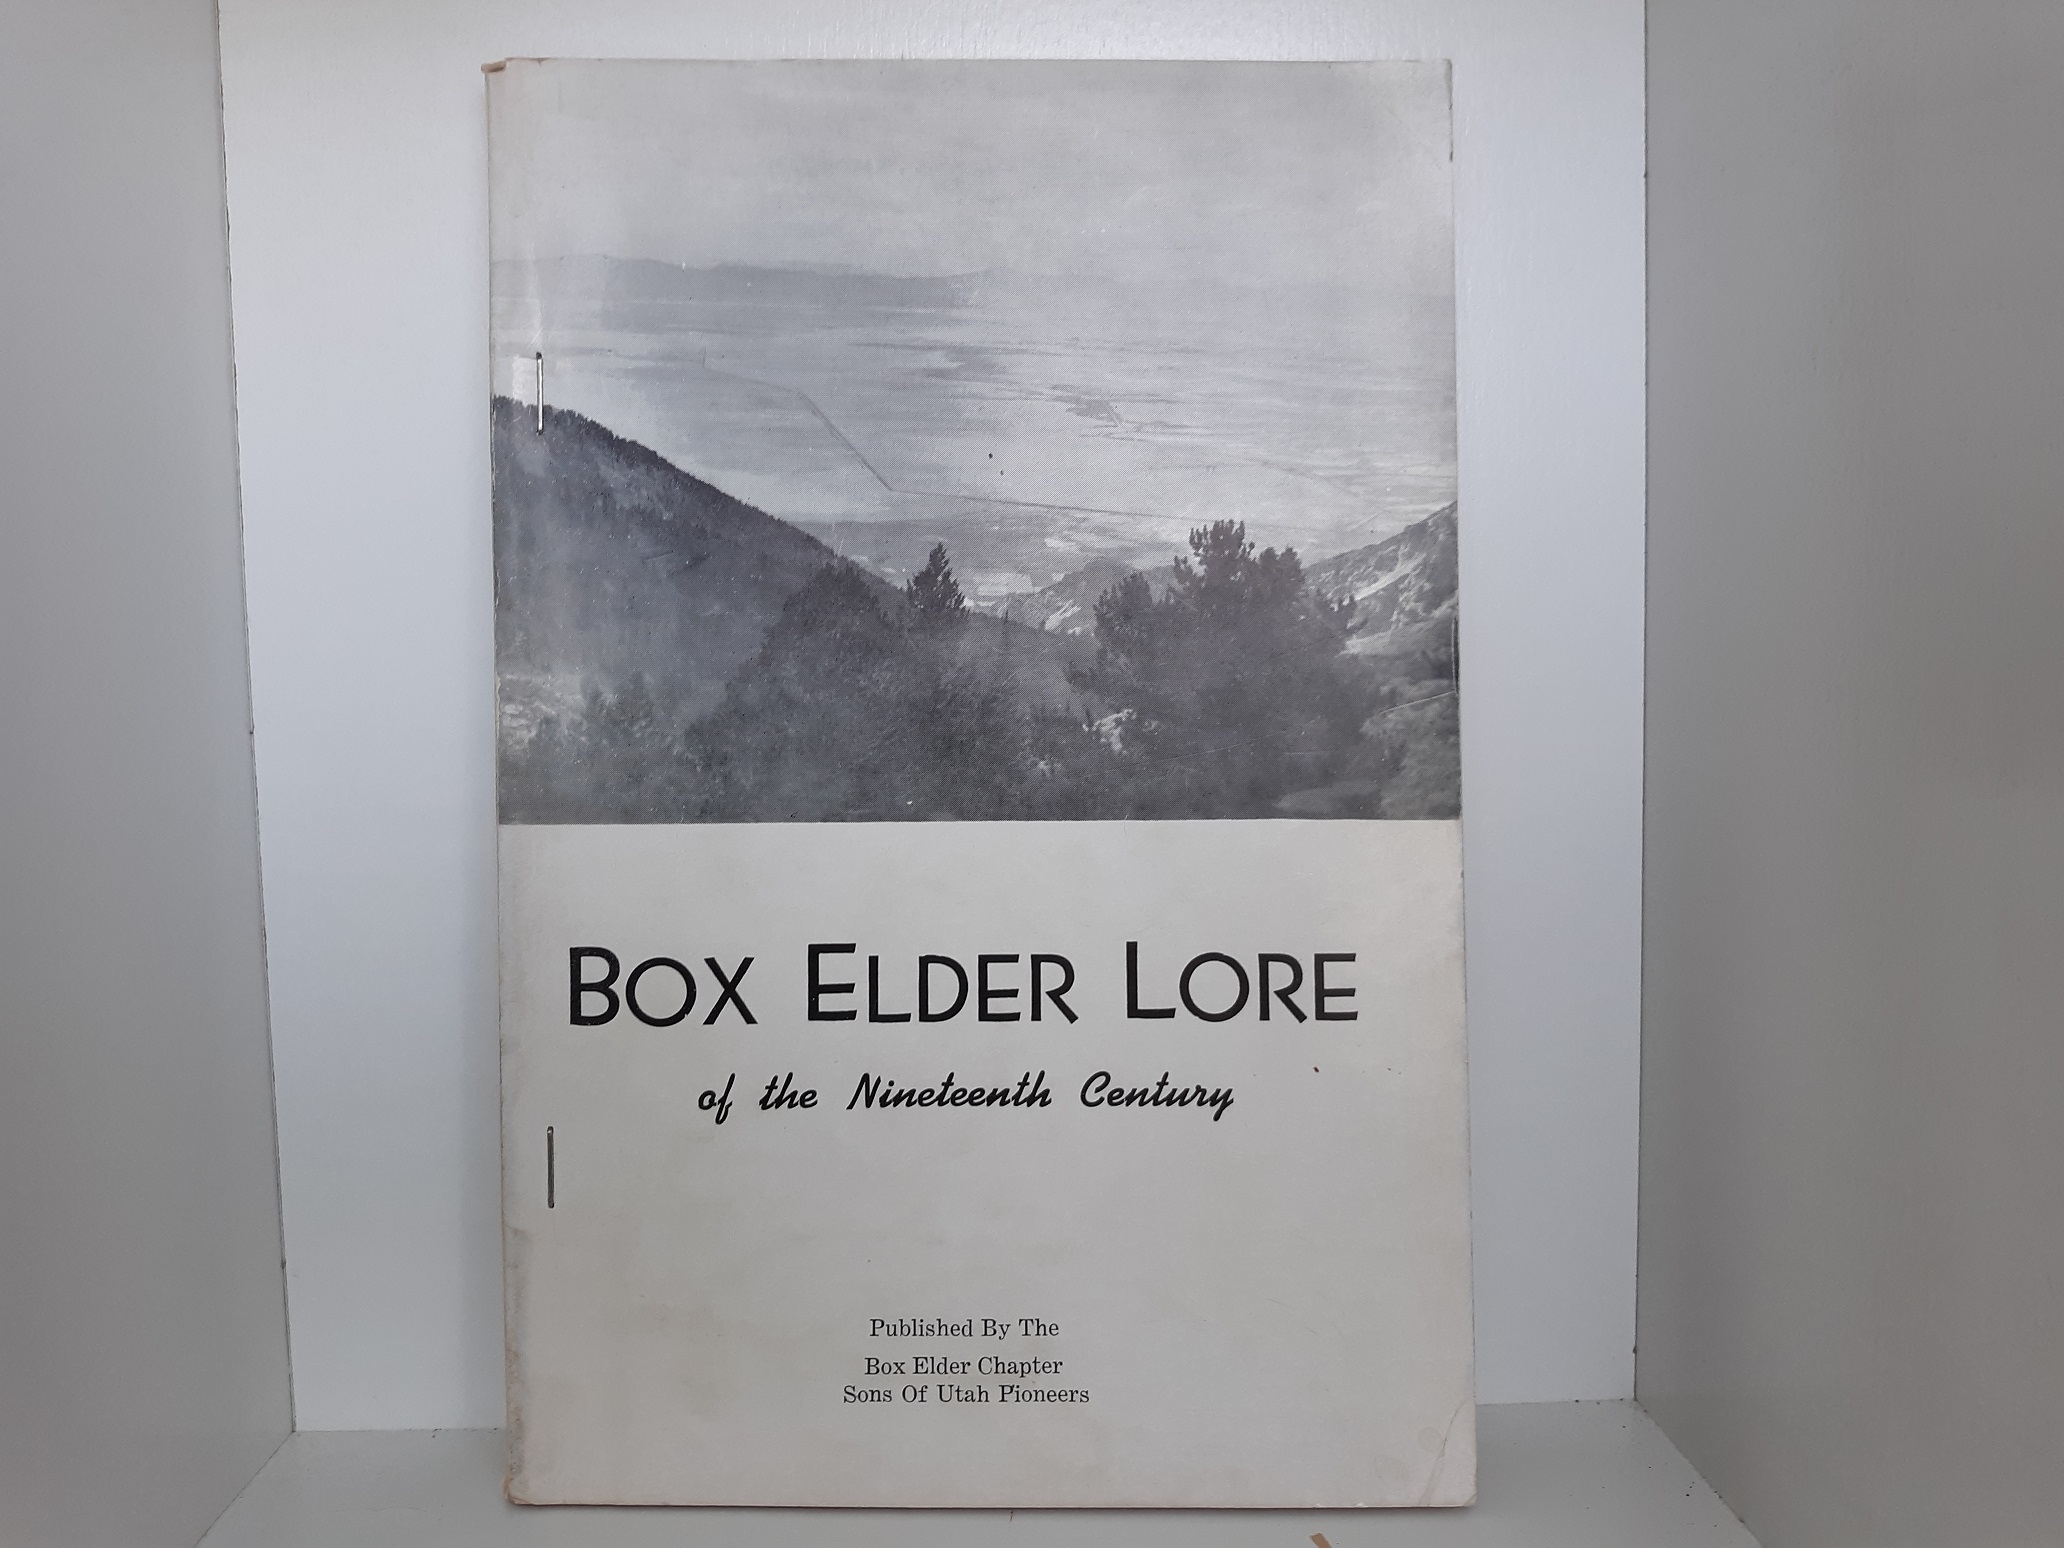 BOX ELDER LORE
of the Nineteenth Century
Published By The
Box Elder Chapter
Sons Of Utah Pioneers